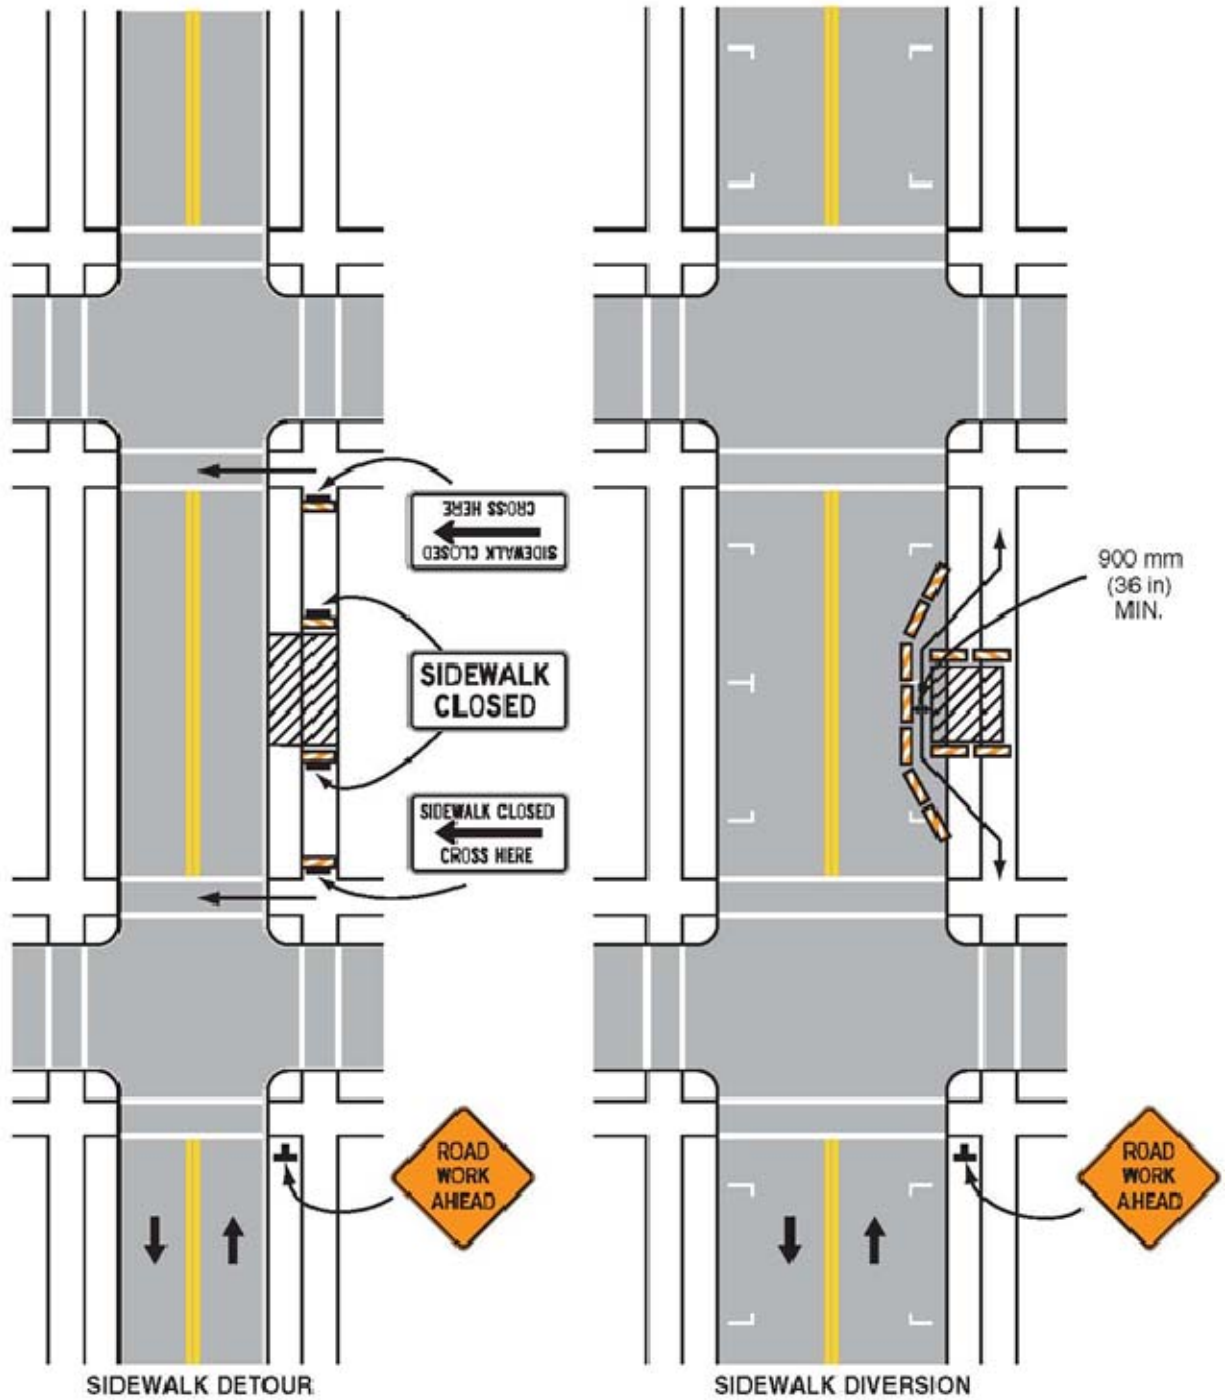 CROSS HERE
SIDEWALK CLOSED
900 mm
(36 in)
MIN.
SIDEWALK
CLOSED
SIDEWALK CLOSED
CROSS HERE
ROAD
WORK
AHEAD
ROAD
WORK
AHEAD
SIDEWALK DETOUR
SIDEWALK DIVERSION